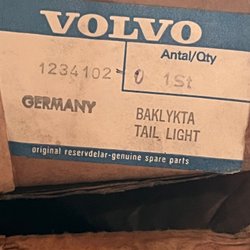 VOLVO
Antal/Qty
1234102-0 1St
GERMANY
BAKLYKTA
TAIL LIGHT
original reservdelar-genuine spare parts